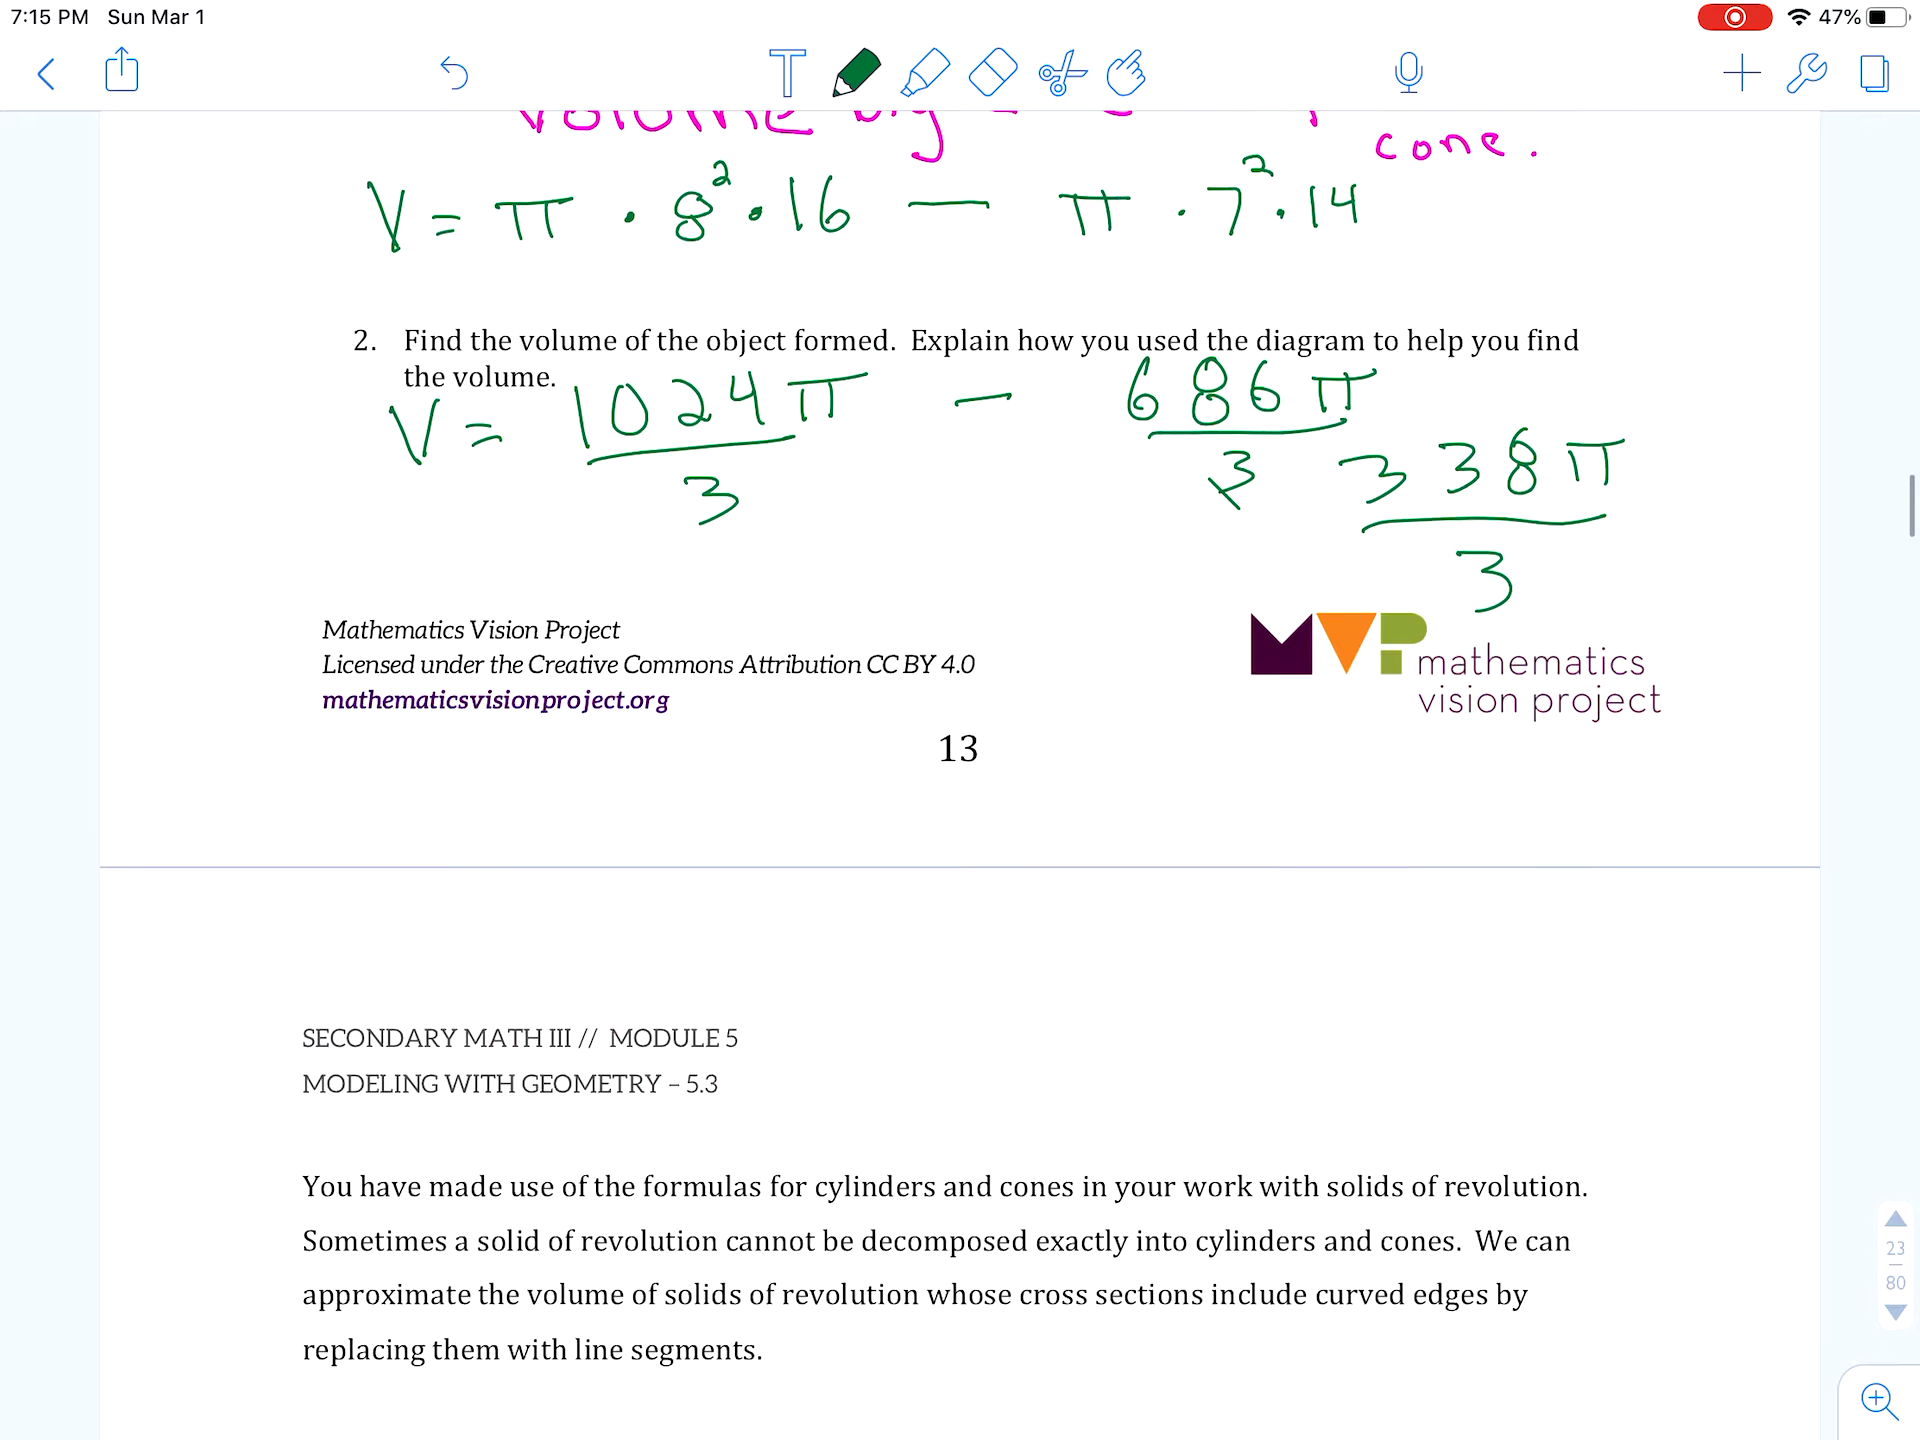 7:15 PM Sun Mar 1
47%
T
cone.
V = π · 8² · 16 — π · 7² · 14
2. Find the volume of the object formed. Explain how you used the diagram to help you find
the volume.
V = 1024π/3 — 686π/3
338π/3
Mathematics Vision Project
Licensed under the Creative Commons Attribution CC BY 4.0
mathematicsvisionproject.org
MVP mathematics
vision project
13
SECONDARY MATH III // MODULE 5
MODELING WITH GEOMETRY – 5.3
You have made use of the formulas for cylinders and cones in your work with solids of revolution.
Sometimes a solid of revolution cannot be decomposed exactly into cylinders and cones. We can
approximate the volume of solids of revolution whose cross sections include curved edges by
replacing them with line segments.
23
80